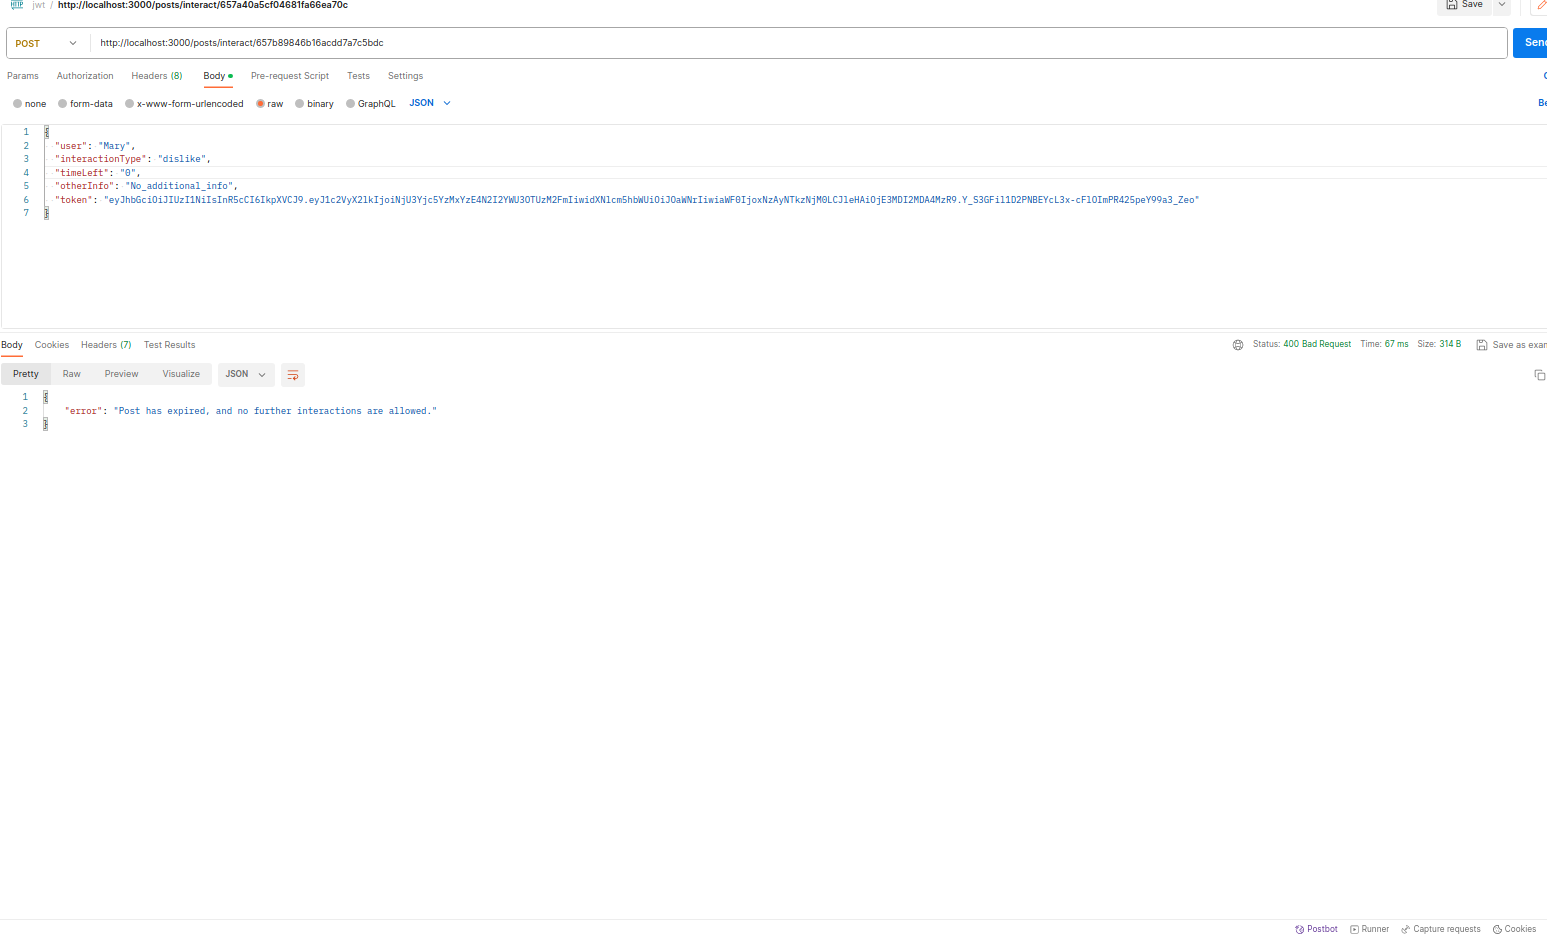 HTTP jwt / http://localhost:3000/posts/interact/657a40a5cf04681fa66ea70c Save
POST http://localhost:3000/posts/interact/657b89846b16acdd7a7c5bdc Send
Params Authorization Headers (8) Body Pre-request Script Tests Settings
none form-data x-www-form-urlencoded raw binary GraphQL JSON Be
1 {
2 "user": "Mary",
3 "interactionType": "dislike",
4 "timeLeft": "0",
5 "otherInfo": "No_additional_info",
6 "token": "eyJhbGciOiJIUzI1NiIsInR5cCI6IkpXVCJ9.eyJ1c2VyX2lkIjoiNjU3Yjc5YzMxYzE4N2I2YWU3OTUzM2FmIiwidXNlcm5hbWUiOiJOaWNrIiwiaWF0IjoxNzAyNTkzNjM0LCJleHAiOjE3MDI2MDA4MzR9.Y_S3GFil1D2PNBEYcL3x-cFlOImPR425peY99a3_Zeo"
7 }
Body Cookies Headers (7) Test Results Status: 400 Bad Request Time: 67 ms Size: 314 B Save as exam
Pretty Raw Preview Visualize JSON
1 {
2 "error": "Post has expired, and no further interactions are allowed."
3 }
Postbot Runner Capture requests Cookies